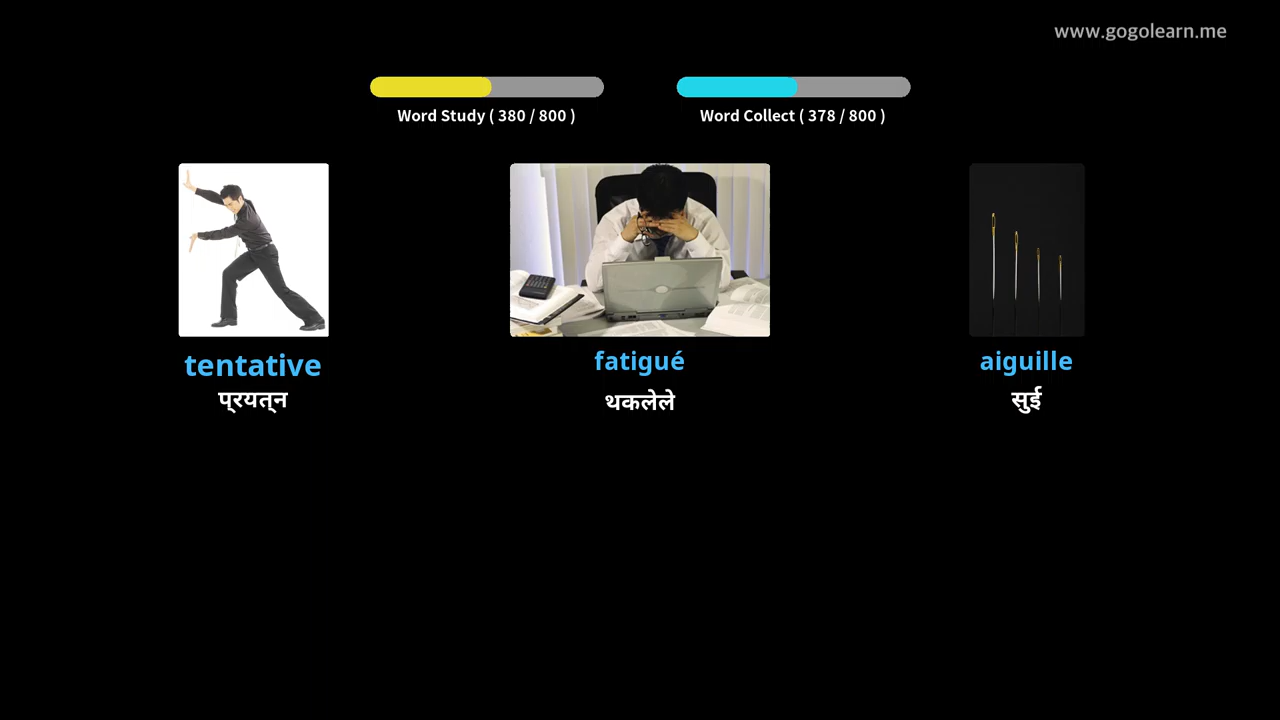 www.gogolearn.me
Word Study ( 380 / 800 )
Word Collect ( 378 / 800 )
tentative
प्रयत्न
fatigué
थकलेले
aiguille
सुई